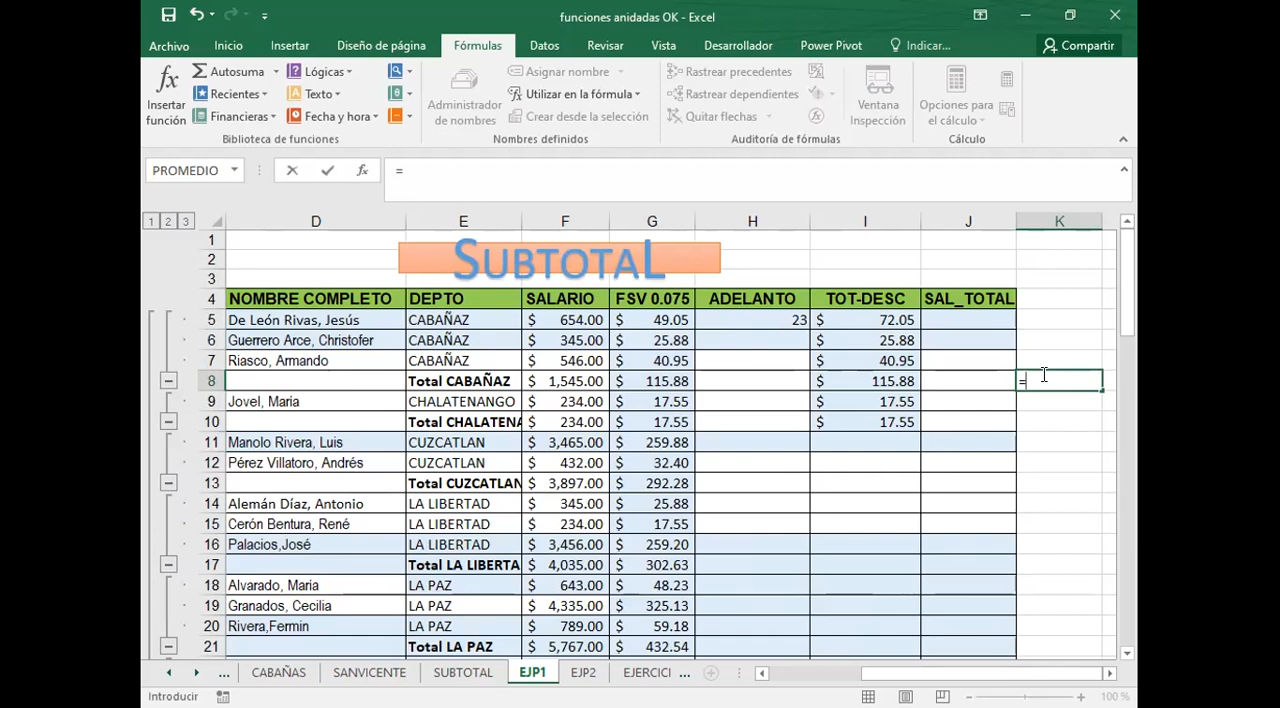 funciones anidadas OK - Excel
Archivo Inicio Insertar Diseño de página Fórmulas Datos Revisar Vista Desarrollador Power Pivot Indicar... Compartir
fx Insertar función
Autosuma
Recientes
Financieras
Lógicas
Texto
Fecha y hora
Biblioteca de funciones
Administrador de nombres
Asignar nombre
Utilizar en la fórmula
Crear desde la selección
Nombres definidos
Rastrear precedentes
Rastrear dependientes
Quitar flechas
Auditoría de fórmulas
Ventana Inspección
Opciones para el cálculo
Cálculo
PROMEDIO fx =
1 2 3 D E F G H I J K
1
2 SUBTOTAL
3
4 NOMBRE COMPLETO DEPTO SALARIO FSV 0.075 ADELANTO TOT-DESC SAL_TOTAL
5 De León Rivas, Jesús CABAÑAZ $ 654.00 $ 49.05 23 $ 72.05
6 Guerrero Arce, Christofer CABAÑAZ $ 345.00 $ 25.88 $ 25.88
7 Riasco, Armando CABAÑAZ $ 546.00 $ 40.95 $ 40.95
8 Total CABAÑAZ $ 1,545.00 $ 115.88 $ 115.88 =
9 Jovel, Maria CHALATENANGO $ 234.00 $ 17.55 $ 17.55
10 Total CHALATENA $ 234.00 $ 17.55 $ 17.55
11 Manolo Rivera, Luis CUZCATLAN $ 3,465.00 $ 259.88
12 Pérez Villatoro, Andrés CUZCATLAN $ 432.00 $ 32.40
13 Total CUZCATLAN $ 3,897.00 $ 292.28
14 Alemán Díaz, Antonio LA LIBERTAD $ 345.00 $ 25.88
15 Cerón Bentura, René LA LIBERTAD $ 234.00 $ 17.55
16 Palacios,José LA LIBERTAD $ 3,456.00 $ 259.20
17 Total LA LIBERTA $ 4,035.00 $ 302.63
18 Alvarado, Maria LA PAZ $ 643.00 $ 48.23
19 Granados, Cecilia LA PAZ $ 4,335.00 $ 325.13
20 Rivera,Fermin LA PAZ $ 789.00 $ 59.18
21 Total LA PAZ $ 5,767.00 $ 432.54
... CABAÑAS SANVICENTE SUBTOTAL EJP1 EJP2 EJERCICI ...
Introducir 100 %